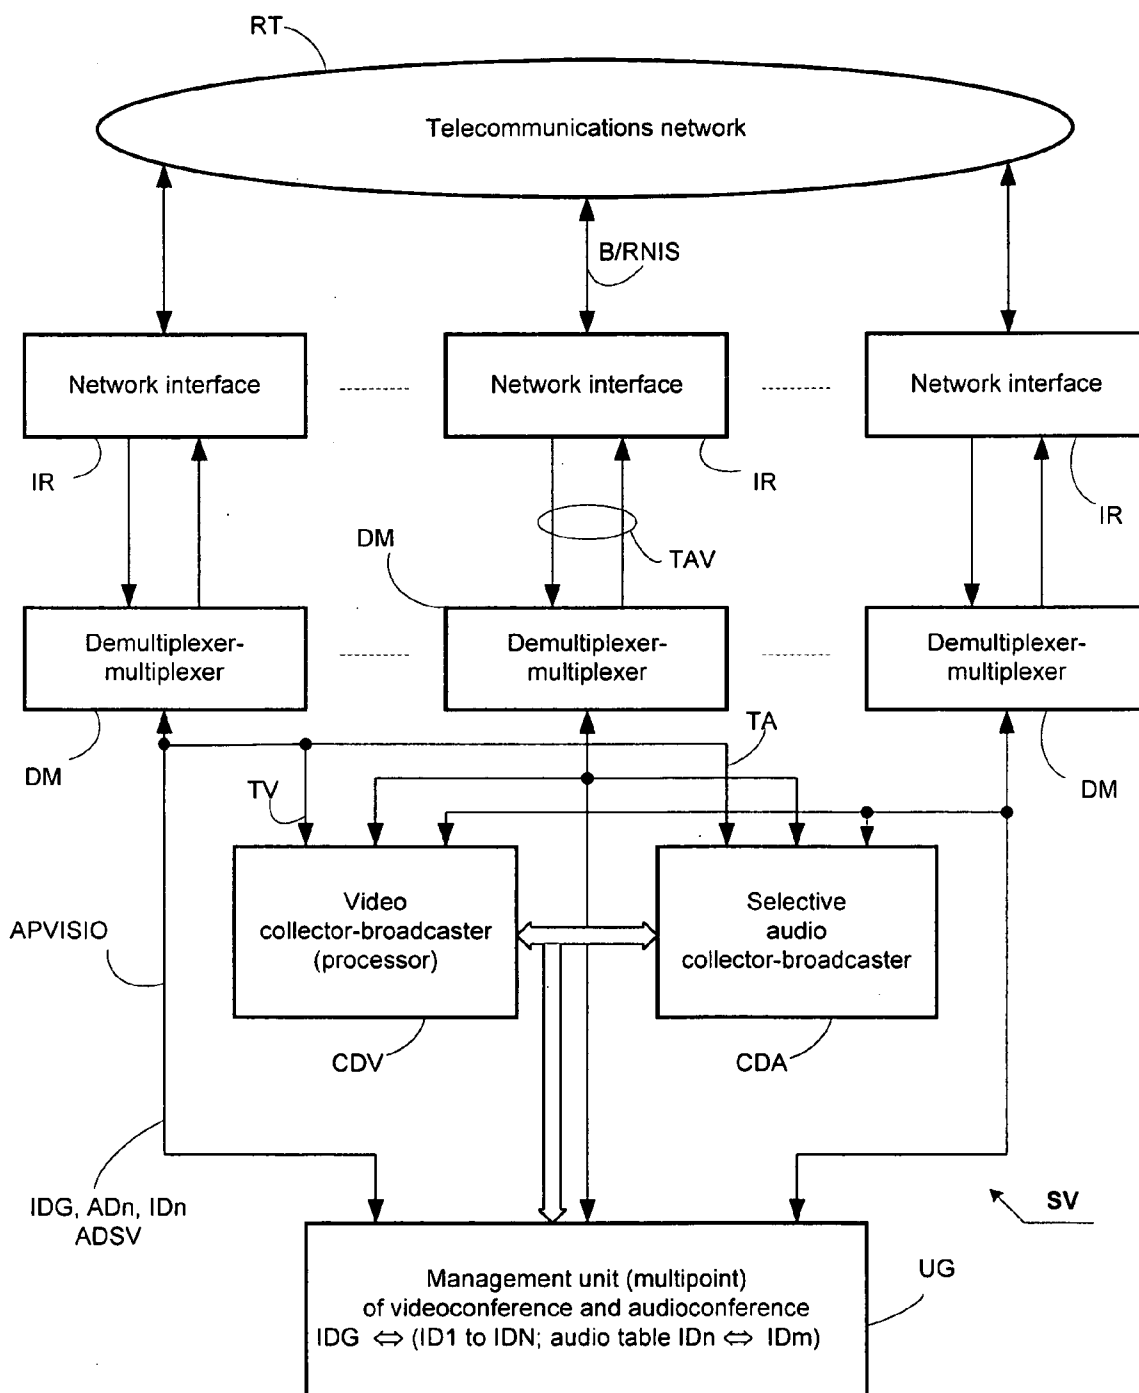 RT
Telecommunications network
B/RNIS
Network interface
Network interface
Network interface
IR
IR
IR
DM
TAV
Demultiplexer-
multiplexer
Demultiplexer-
multiplexer
Demultiplexer-
multiplexer
DM
TV
TA
DM
Video
collector-broadcaster
(processor)
Selective
audio
collector-broadcaster
APVISIO
CDV
CDA
IDG, ADn, IDn
ADSV
SV
Management unit (multipoint)
of videoconference and audioconference
IDG ⇔ (ID1 to IDN; audio table IDn ⇔ IDm)
UG